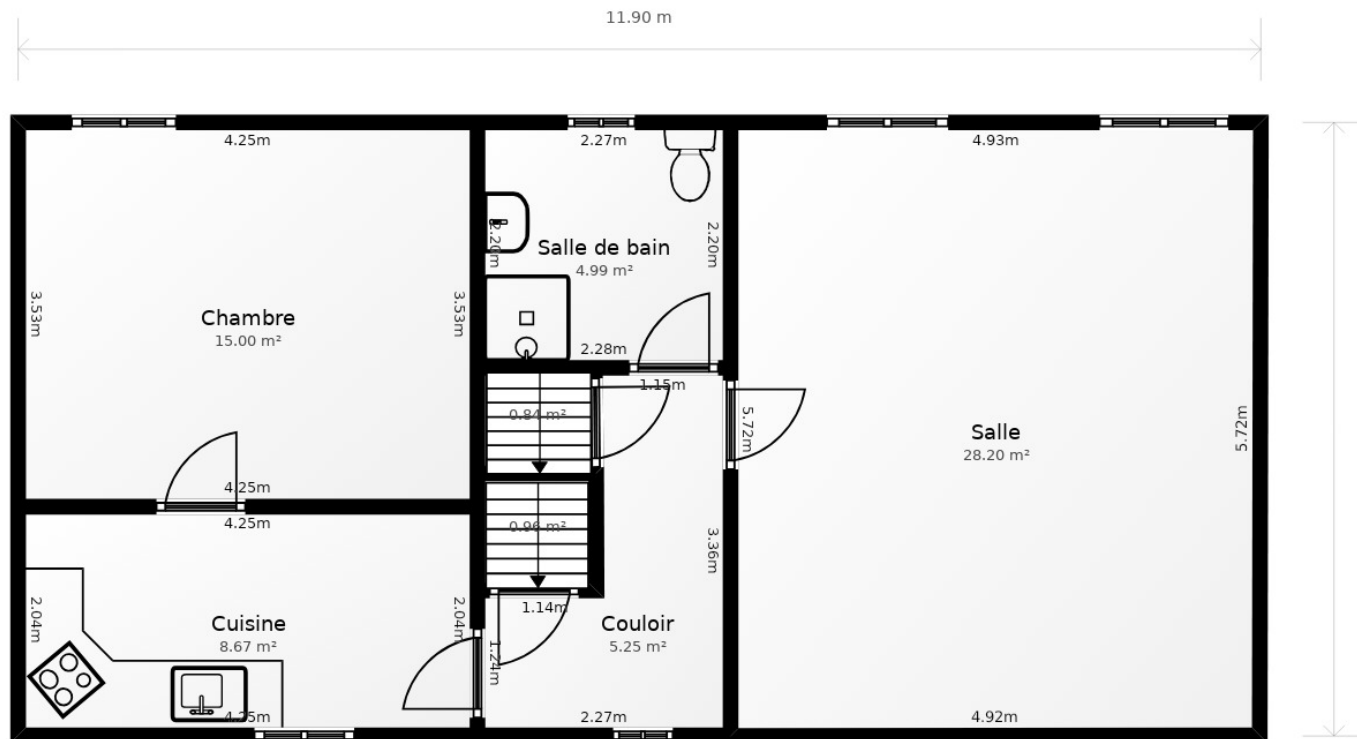 11.90 m
4.25m
2.27m
4.93m
2.20m
2.20m
Salle de bain
4.99 m²
3.53m
3.53m
Chambre
15.00 m²
2.28m
1.15m
0.84 m²
5.72m
5.72m
Salle
28.20 m²
4.25m
4.25m
0.96 m²
3.36m
2.04m
2.04m
1.14m
Cuisine
8.67 m²
Couloir
5.25 m²
1.24m
4.25m
2.27m
4.92m